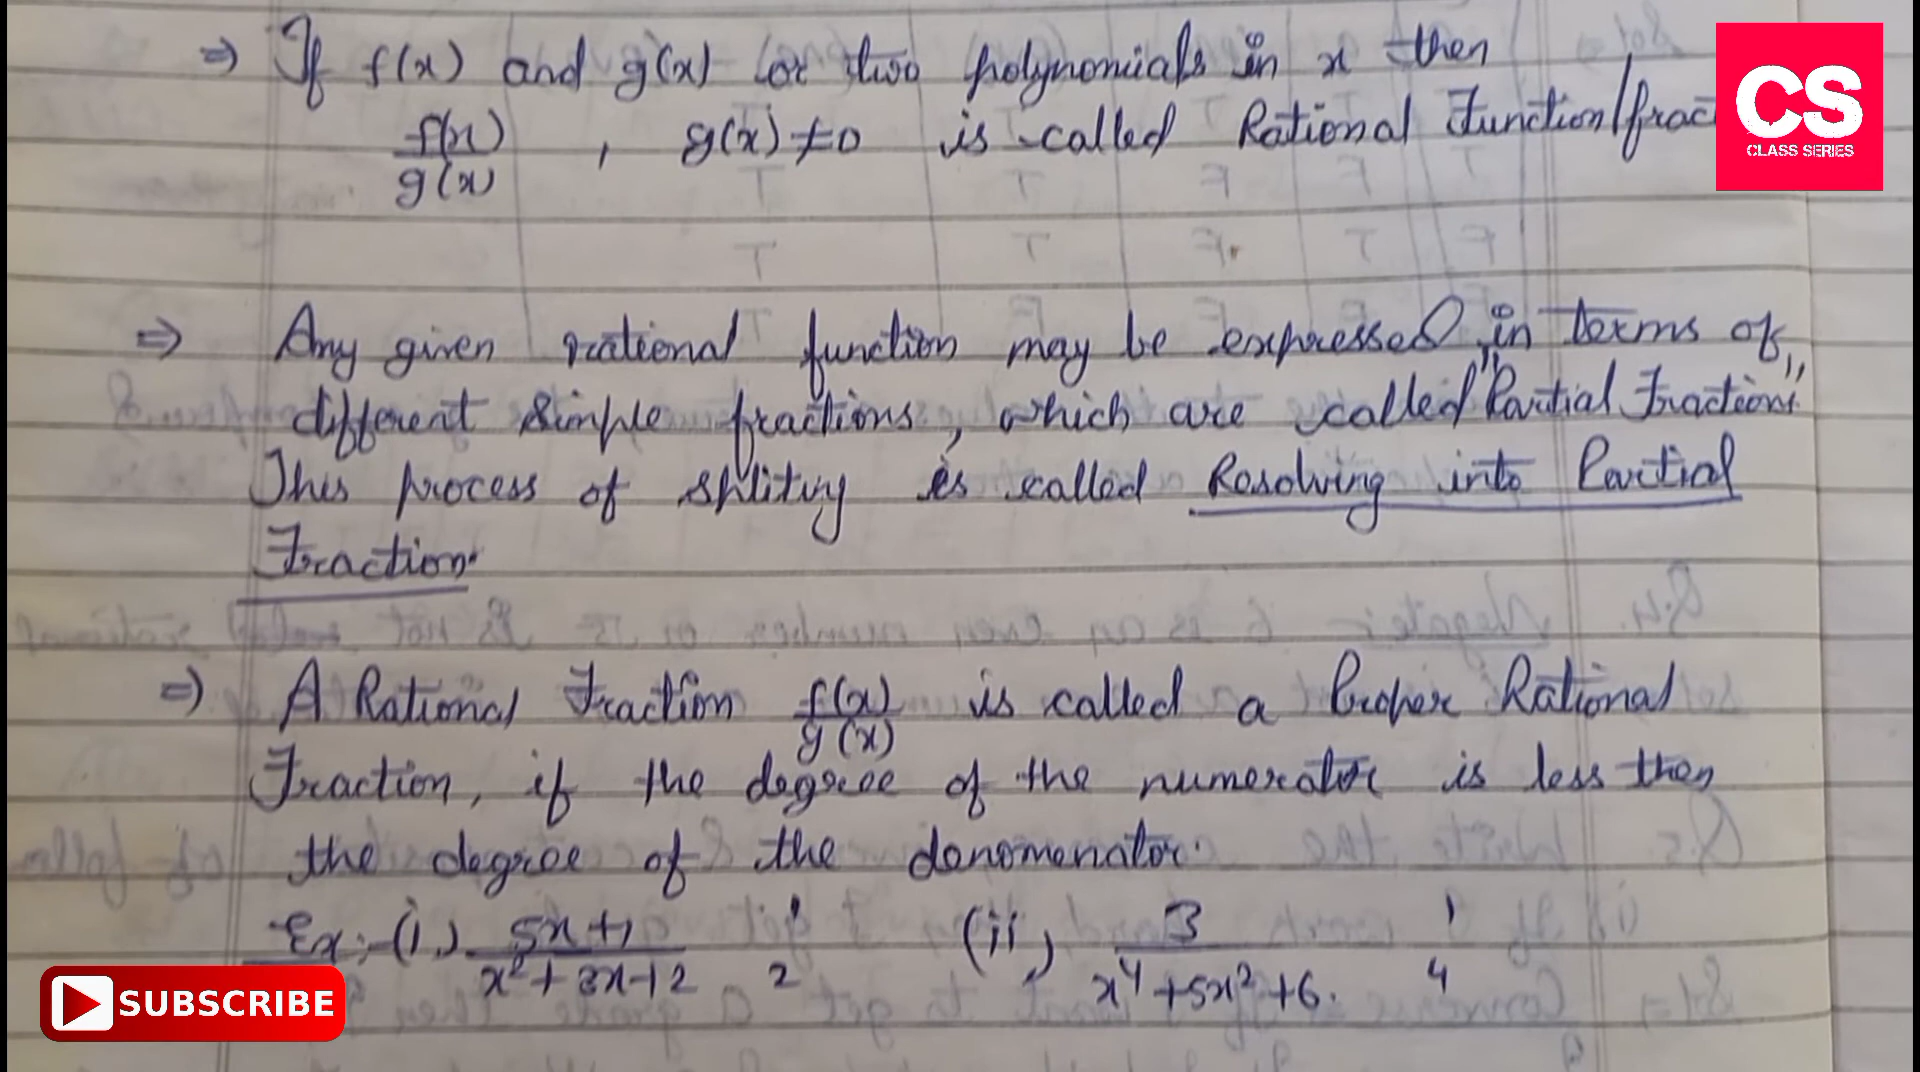 ⇒ If f(x) and g(x) be two polynomials in x then
f(x)/g(x) , g(x)≠0 is called Rational Function/frac
CS
CLASS SERIES
⇒ Any given rational function may be expressed in terms of
different simple fractions, which are called "Partial Fractions"
This process of spliting is called Resolving into Partial
Fraction.
⇒ A Rational Fraction f(x)/g(x) is called a Proper Rational
Fraction, if the degree of the numerator is less then
the degree of the denomenator.
Ex:- (i) 5x+1/x²+3x+2 1 2 (ii) 3/x⁴+5x²+6. 1 4
SUBSCRIBE